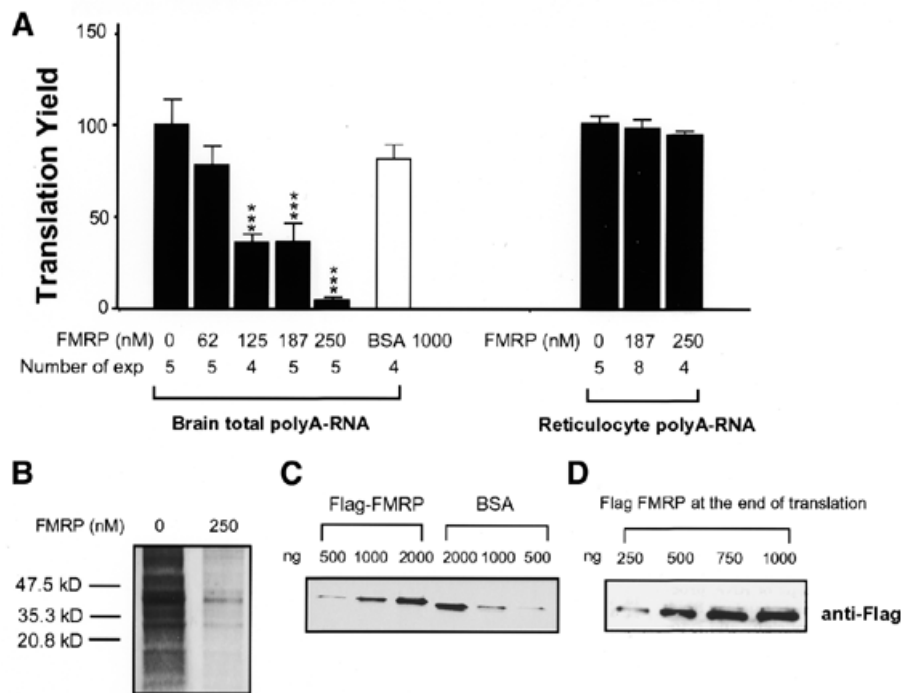 A
Translation Yield
150
100
50
0
*** *** ***
FMRP (nM) 0 62 125 187 250 BSA 1000 FMRP (nM) 0 187 250
Number of exp 5 5 4 5 5 4 5 8 4
Brain total polyA-RNA Reticulocyte polyA-RNA
B
FMRP (nM) 0 250
47.5 kD
35.3 kD
20.8 kD
C
Flag-FMRP BSA
ng 500 1000 2000 2000 1000 500
D
Flag FMRP at the end of translation
ng 250 500 750 1000
anti-Flag